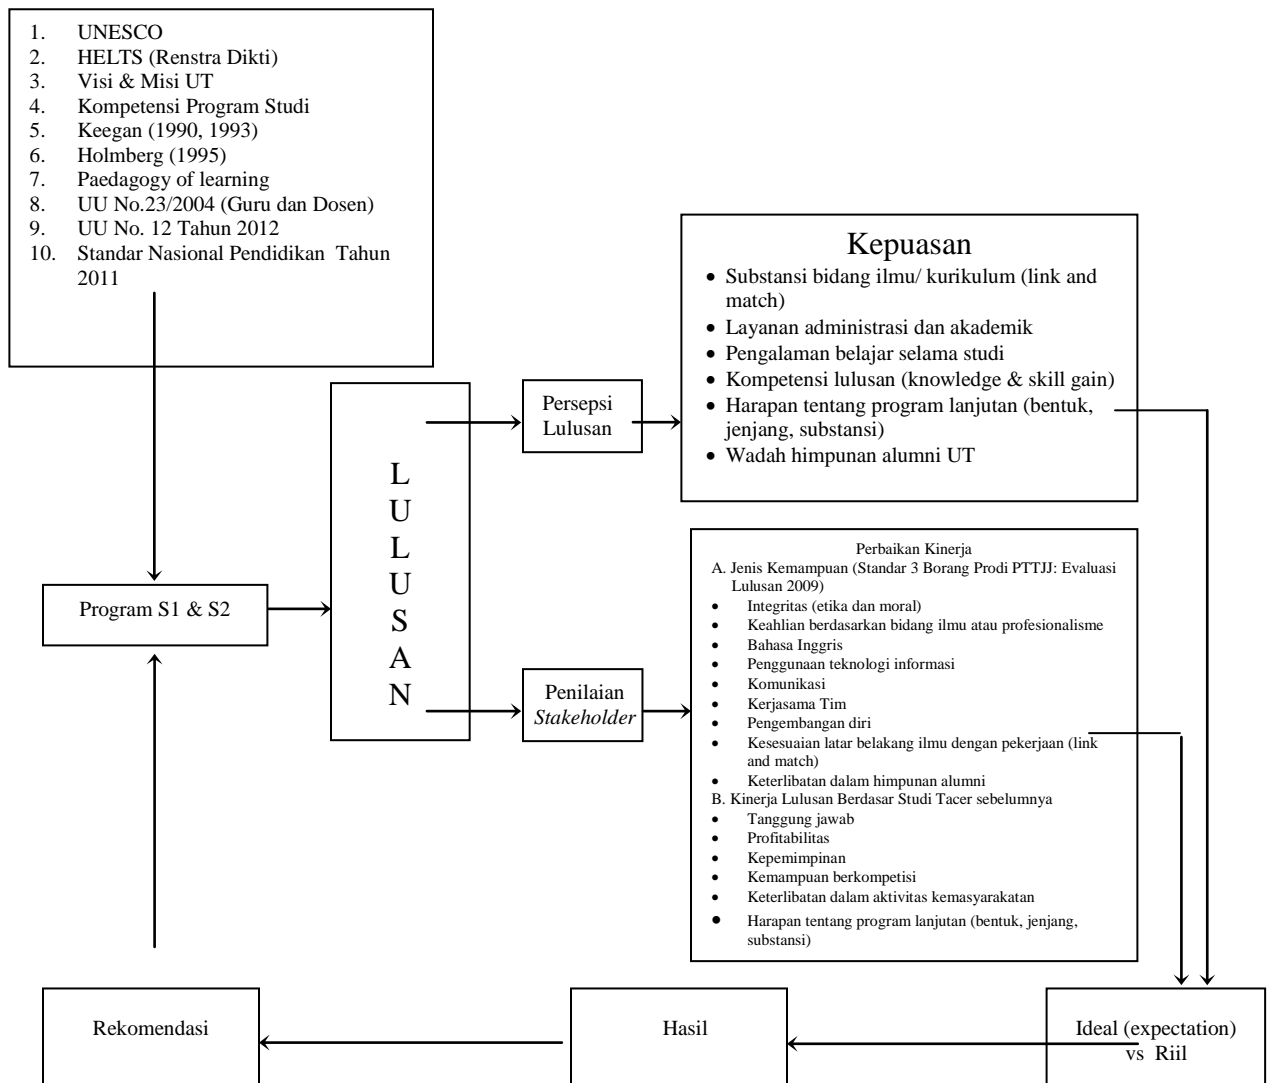 1. UNESCO
2. HELTS (Renstra Dikti)
3. Visi & Misi UT
4. Kompetensi Program Studi
5. Keegan (1990, 1993)
6. Holmberg (1995)
7. Paedagogy of learning
8. UU No.23/2004 (Guru dan Dosen)
9. UU No. 12 Tahun 2012
10. Standar Nasional Pendidikan Tahun
2011
Program S1 & S2
L
U
L
U
S
A
N
Persepsi
Lulusan
Kepuasan
• Substansi bidang ilmu/ kurikulum (link and
match)
• Layanan administrasi dan akademik
• Pengalaman belajar selama studi
• Kompetensi lulusan (knowledge & skill gain)
• Harapan tentang program lanjutan (bentuk,
jenjang, substansi)
• Wadah himpunan alumni UT
Penilaian
Stakeholder
Perbaikan Kinerja
A. Jenis Kemampuan (Standar 3 Borang Prodi PTTJJ: Evaluasi
Lulusan 2009)
• Integritas (etika dan moral)
• Keahlian berdasarkan bidang ilmu atau profesionalisme
• Bahasa Inggris
• Penggunaan teknologi informasi
• Komunikasi
• Kerjasama Tim
• Pengembangan diri
• Kesesuaian latar belakang ilmu dengan pekerjaan (link
and match)
• Keterlibatan dalam himpunan alumni
B. Kinerja Lulusan Berdasar Studi Tacer sebelumnya
• Tanggung jawab
• Profitabilitas
• Kepemimpinan
• Kemampuan berkompetisi
• Keterlibatan dalam aktivitas kemasyarakatan
• Harapan tentang program lanjutan (bentuk, jenjang,
substansi)
Ideal (expectation)
vs Riil
Hasil
Rekomendasi